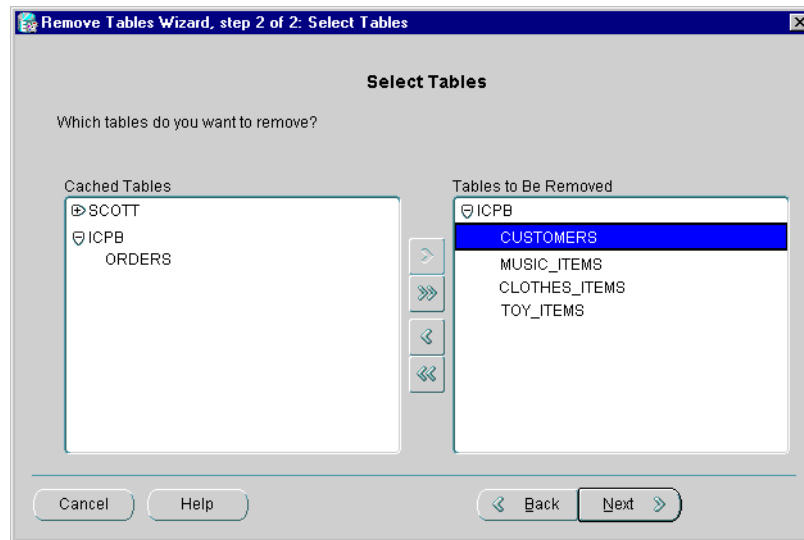 Remove Tables Wizard, step 2 of 2: Select Tables
Select Tables
Which tables do you want to remove?
Cached Tables
SCOTT
ICPB
ORDERS
Tables to Be Removed
ICPB
CUSTOMERS
MUSIC_ITEMS
CLOTHES_ITEMS
TOY_ITEMS
Cancel
Help
Back
Next